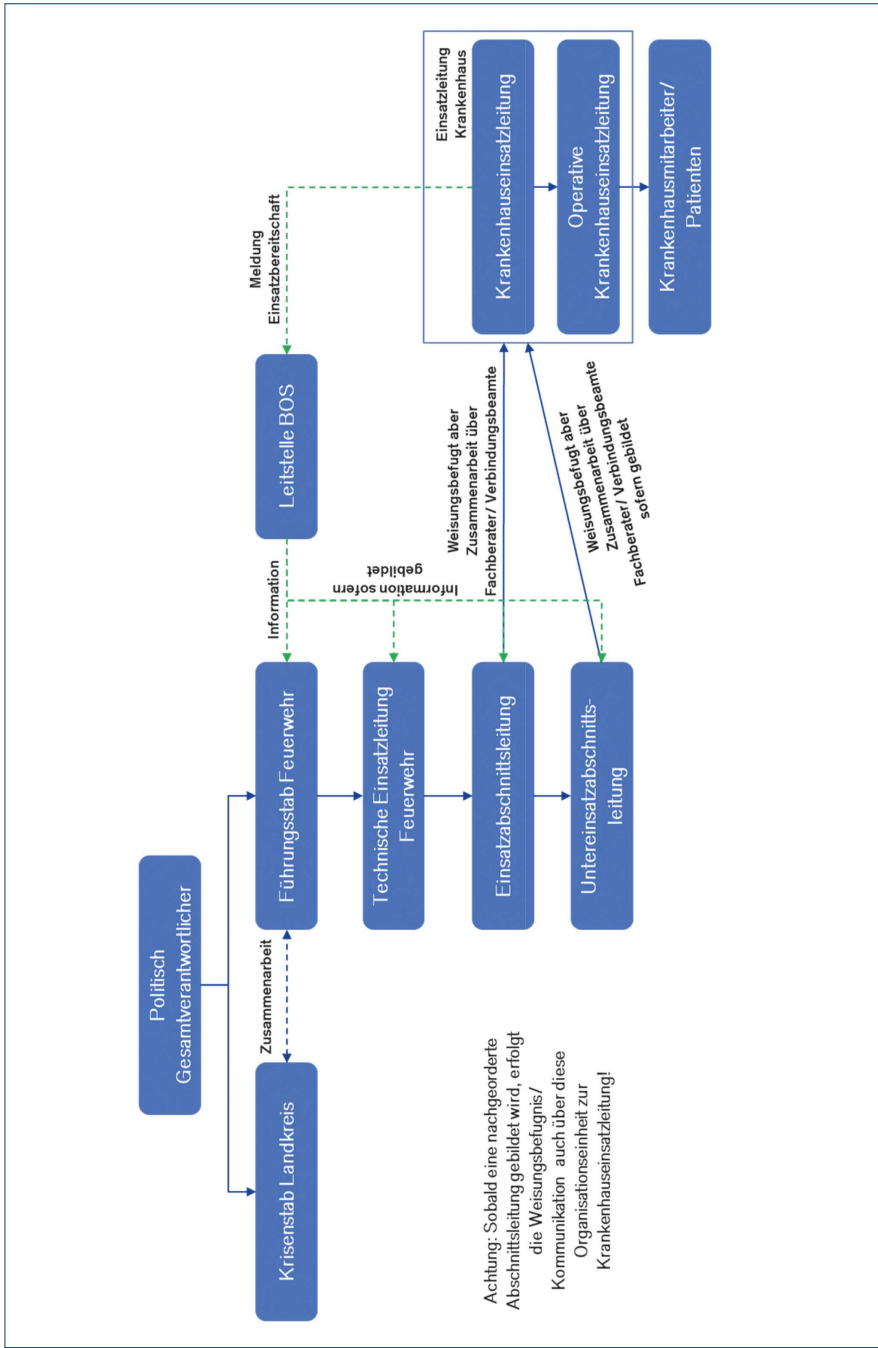 Politisch
Gesamtverantwortlicher
Krisenstab Landkreis
Zusammenarbeit
Führungsstab Feuerwehr
Information
Leitstelle BOS
Meldung
Einsatzbereitschaft
Technische Einsatzleitung
Feuerwehr
Information sofern
gebildet
Einsatzabschnittsleitung
Untereinsatzabschnitts-
leitung
Weisungsbefugt aber
Zusammenarbeit über
Fachberater/ Verbindungsbeamte
Weisungsbefugt aber
Zusammenarbeit über
Fachberater/ Verbindungsbeamte
sofern gebildet
Einsatzleitung
Krankenhaus
Krankenhauseinsatzleitung
Operative
Krankenhauseinsatzleitung
Krankenhausmitarbeiter/
Patienten
Achtung: Sobald eine nachgeorderte
Abschnittsleitung gebildet wird, erfolgt
die Weisungsbefugnis/
Kommunikation auch über diese
Organisationseinheit zur
Krankenhauseinsatzleitung!